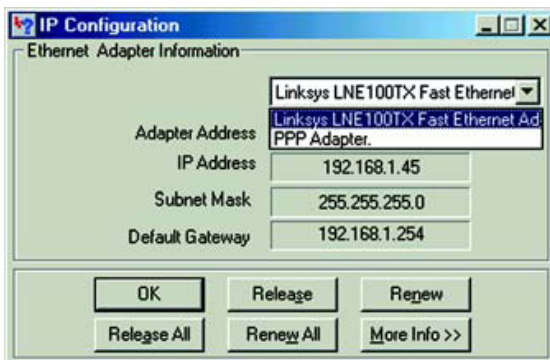 IP Configuration
Ethernet Adapter Information
Linksys LNE100TX Fast Ethernet
Linksys LNE100TX Fast Ethernet Ad
PPP Adapter.
Adapter Address
IP Address 192.168.1.45
Subnet Mask 255.255.255.0
Default Gateway 192.168.1.254
OK Release Renew
Release All Renew All More Info >>